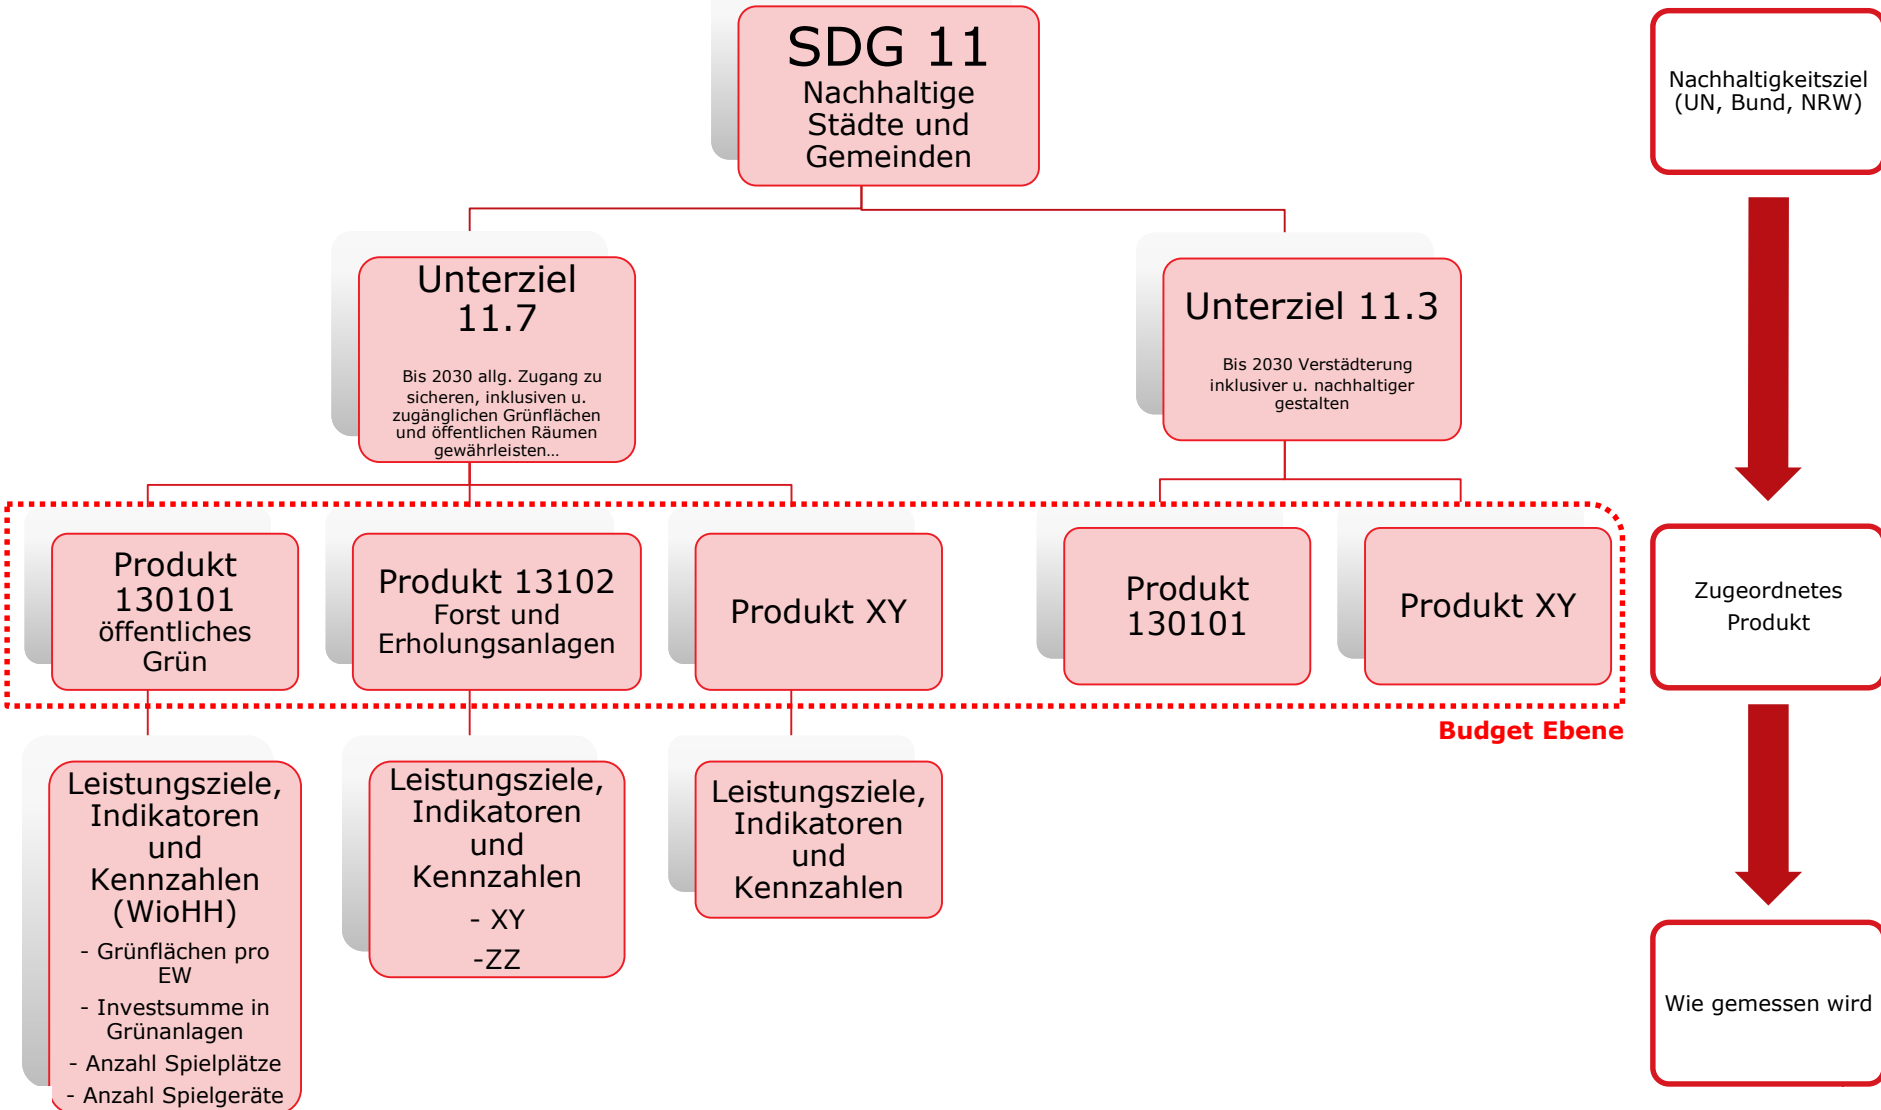 SDG 11
Nachhaltige
Städte und
Gemeinden
Nachhaltigkeitsziel
(UN, Bund, NRW)
Unterziel
11.7
Bis 2030 allg. Zugang zu
sicheren, inklusiven u.
zugänglichen Grünflächen
und öffentlichen Räumen
gewährleisten…
Unterziel 11.3
Bis 2030 Verstädterung
inklusiver u. nachhaltiger
gestalten
Produkt
130101
öffentliches
Grün
Produkt 13102
Forst und
Erholungsanlagen
Produkt XY
Produkt
130101
Produkt XY
Zugeordnetes
Produkt
Budget Ebene
Leistungsziele,
Indikatoren
und
Kennzahlen
(WioHH)
- Grünflächen pro
EW
- Investsumme in
Grünanlagen
- Anzahl Spielplätze
- Anzahl Spielgeräte
Leistungsziele,
Indikatoren
und
Kennzahlen
- XY
-ZZ
Leistungsziele,
Indikatoren
und
Kennzahlen
Wie gemessen wird